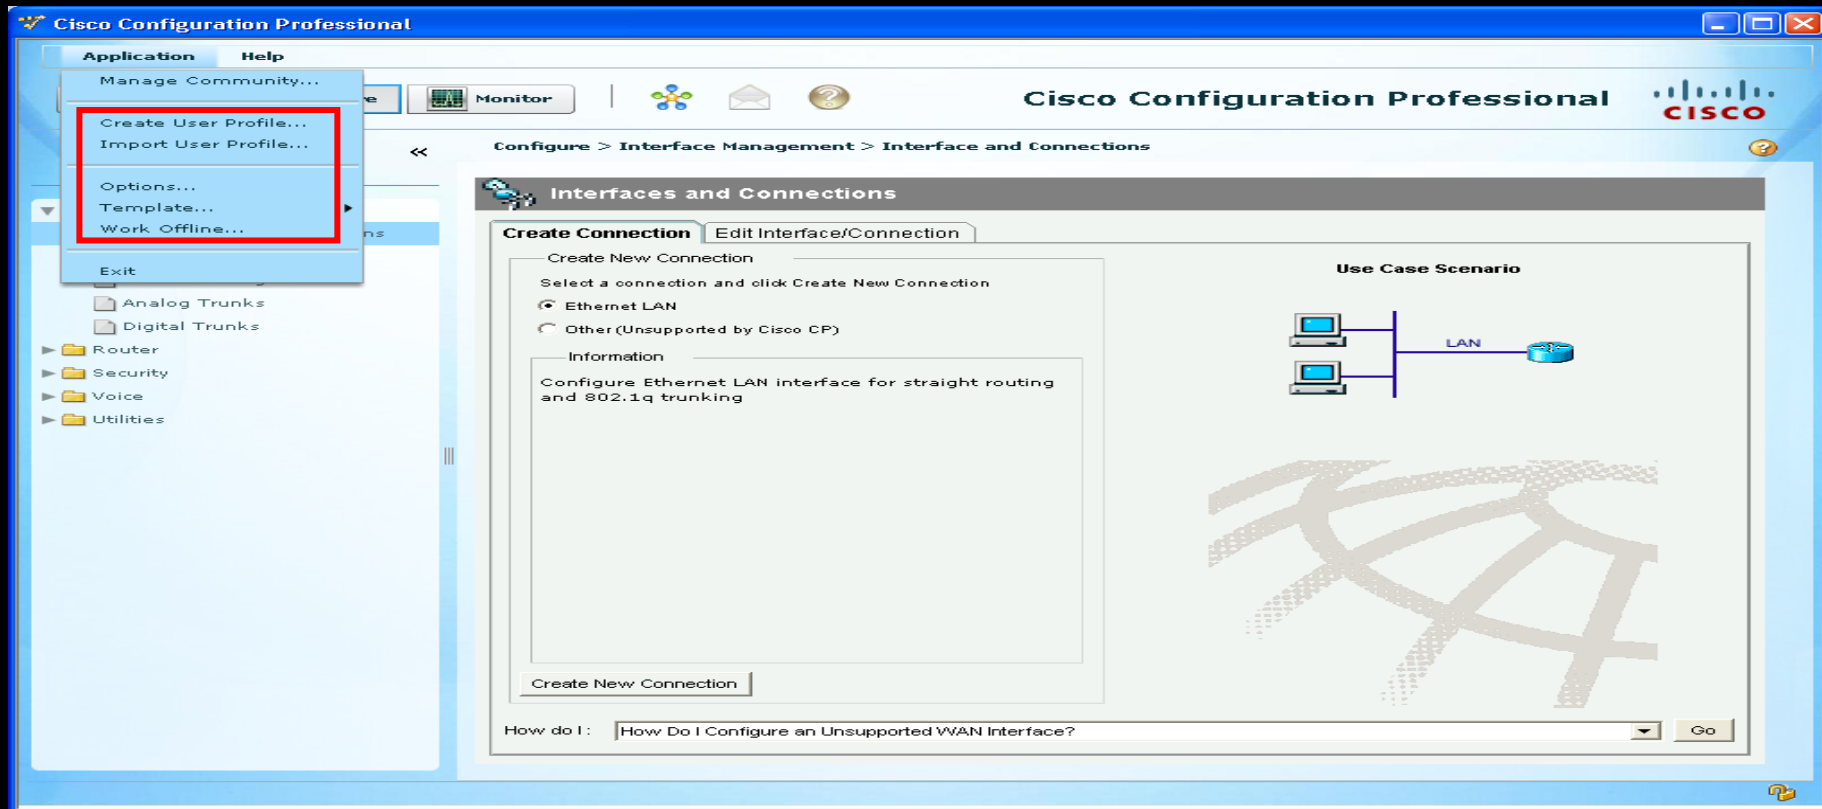 Cisco Configuration Professional
Application Help
Manage Community...
Create User Profile...
Import User Profile...
Options...
Template...
Work Offline...
Exit
Monitor
Cisco Configuration Professional
CISCO
Configure > Interface Management > Interface and Connections
Analog Trunks
Digital Trunks
Router
Security
Voice
Utilities
Interfaces and Connections
Create Connection Edit Interface/Connection
Create New Connection
Select a connection and click Create New Connection
Ethernet LAN
Other (Unsupported by Cisco CP)
Information
Configure Ethernet LAN interface for straight routing
and 802.1q trunking
Create New Connection
Use Case Scenario
LAN
How do I: How Do I Configure an Unsupported WAN Interface? Go